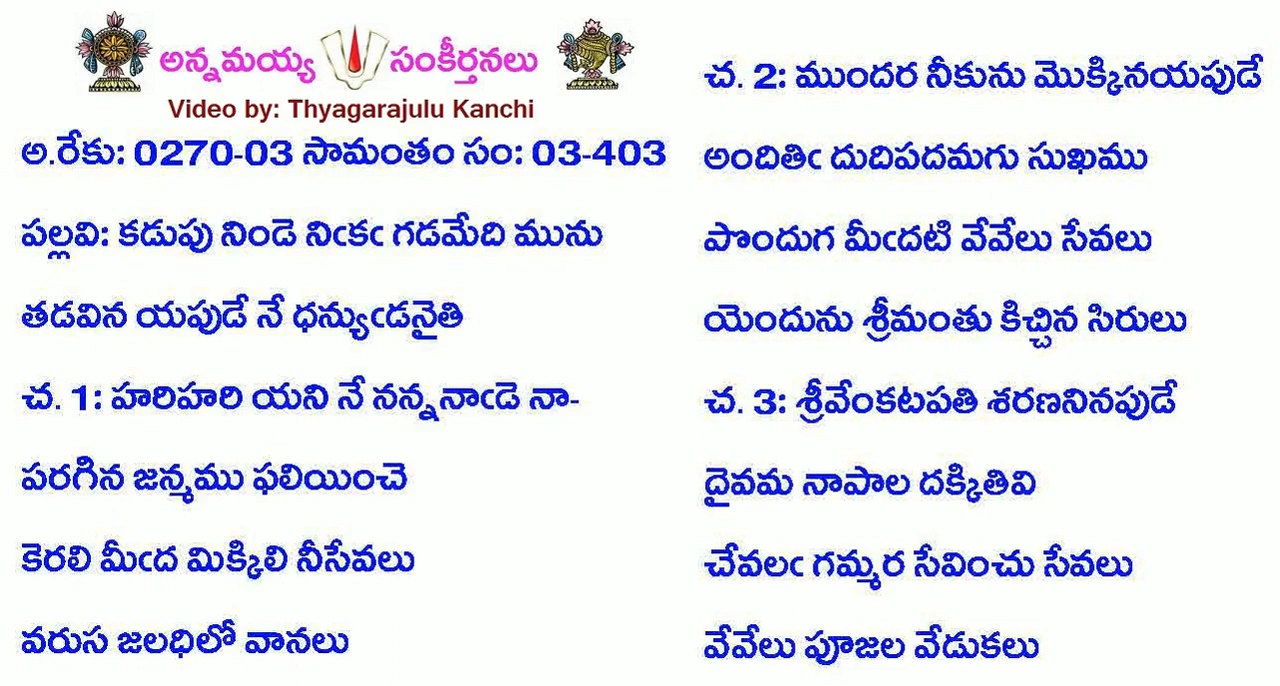 అన్నమయ్య సంకీర్తనలు
Video by: Thyagarajulu Kanchi
అ.రేకు: 0270-03 సామంతం సం: 03-403
పల్లవి: కడుపు నిండె నిఁకఁ గడమేది మును
తడవిన యపుడే నే ధన్యుఁడనైతి
చ. 1: హరిహరి యని నే నన్ననాఁడె నా-
పరగిన జన్మము ఫలియించె
కెరలి మీఁద మిక్కిలి నీసేవలు
వరుస జలధిలో వానలు
చ. 2: ముందర నీకును మొక్కినయపుడే
అందితిఁ దుదిపదమగు సుఖము
పొందుగ మీఁదటి వేవేలు సేవలు
యెందును శ్రీమంతు కిచ్చిన సిరులు
చ. 3: శ్రీవేంకటపతి శరణనినపుడే
దైవమ నాపాల దక్కితివి
చేవలఁ గమ్మర సేవించు సేవలు
వేవేలు పూజల వేడుకలు